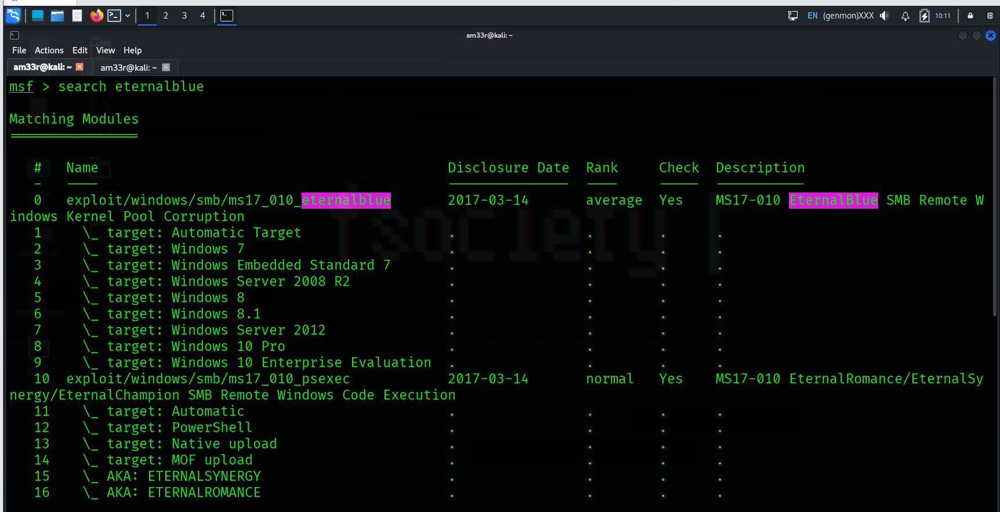 1 2 3 4 EN (genmon)XXX 10:11
am33r@kali: ~
File Actions Edit View Help
am33r@kali: ~ am33r@kali: ~
msf > search eternalblue
Matching Modules
================
# Name Disclosure Date Rank Check Description
- ---- --------------- ---- ----- -----------
0 exploit/windows/smb/ms17_010_eternalblue 2017-03-14 average Yes MS17-010 EternalBlue SMB Remote W
indows Kernel Pool Corruption
1 \_ target: Automatic Target . . . .
2 \_ target: Windows 7 . . . .
3 \_ target: Windows Embedded Standard 7 . . . .
4 \_ target: Windows Server 2008 R2 . . . .
5 \_ target: Windows 8 . . . .
6 \_ target: Windows 8.1 . . . .
7 \_ target: Windows Server 2012 . . . .
8 \_ target: Windows 10 Pro . . . .
9 \_ target: Windows 10 Enterprise Evaluation . . . .
10 exploit/windows/smb/ms17_010_psexec 2017-03-14 normal Yes MS17-010 EternalRomance/EternalSy
nergy/EternalChampion SMB Remote Windows Code Execution
11 \_ target: Automatic . . . .
12 \_ target: PowerShell . . . .
13 \_ target: Native upload . . . .
14 \_ target: MOF upload . . . .
15 \_ AKA: ETERNALSYNERGY . . . .
16 \_ AKA: ETERNALROMANCE . . . .
fsociety
Home